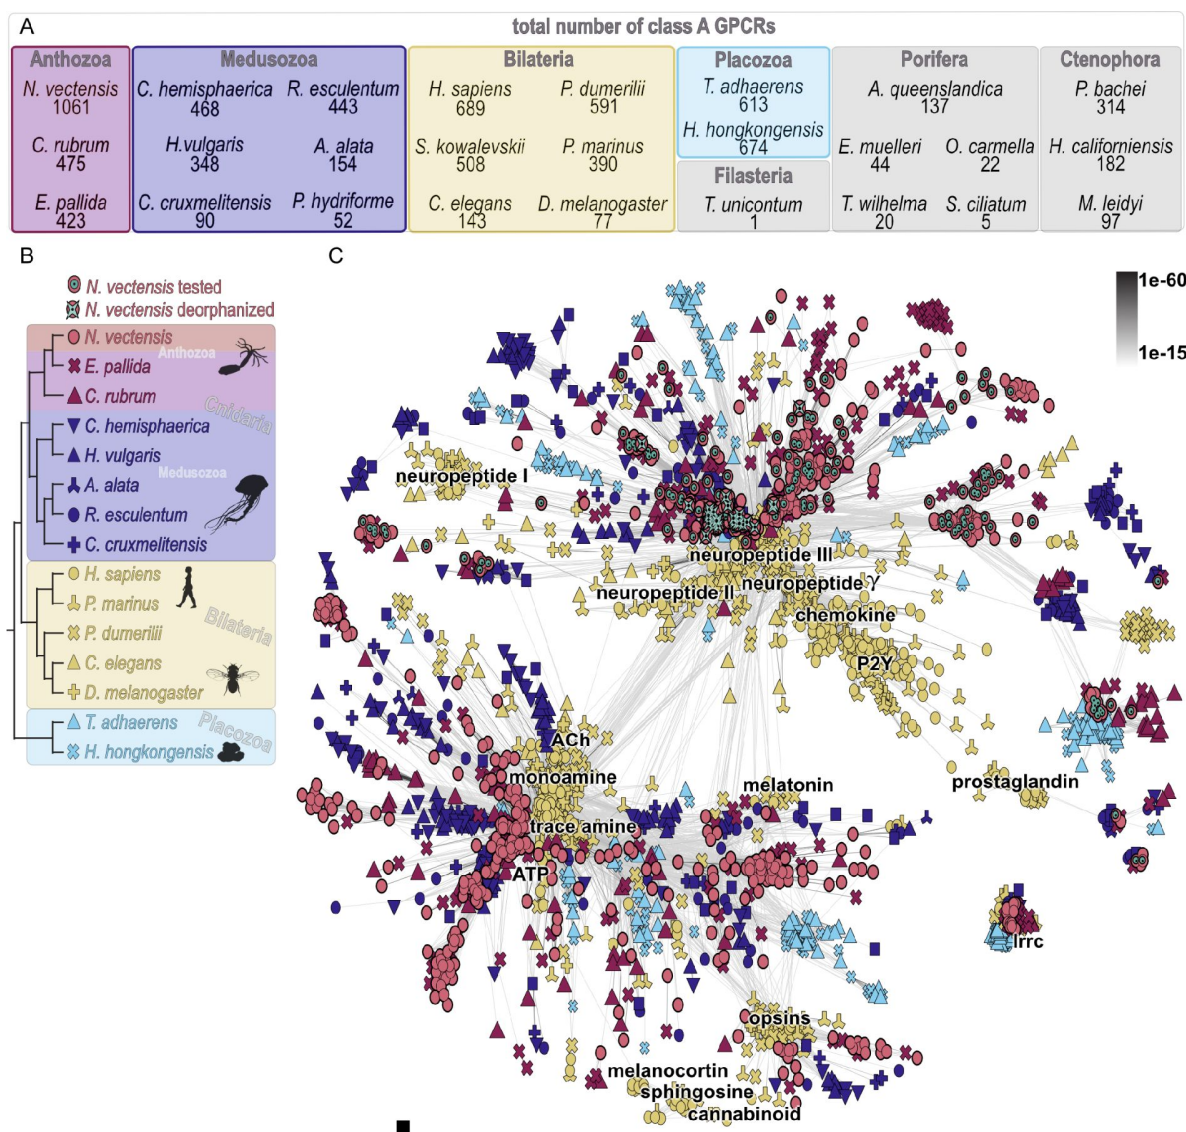 A
total number of class A GPCRs
Anthozoa
N. vectensis
1061
C. rubrum
475
E. pallida
423
Medusozoa
C. hemisphaerica
468
R. esculentum
443
H.vulgaris
348
A. alata
154
C. cruxmelitensis
90
P. hydriforme
52
Bilateria
H. sapiens
689
P. dumerilii
591
S. kowalevskii
508
P. marinus
390
C. elegans
143
D. melanogaster
77
Placozoa
T. adhaerens
613
H. hongkongensis
674
Filasteria
T. unicontum
1
Porifera
A. queenslandica
137
E. muelleri
44
O. carmella
22
T. wilhelma
20
S. ciliatum
5
Ctenophora
P. bachei
314
H. californiensis
182
M. leidyi
97
B
N. vectensis tested
N. vectensis deorphanized
N. vectensis
Anthozoa
E. pallida
C. rubrum
Cnidaria
C. hemisphaerica
H. vulgaris
Medusozoa
A. alata
R. esculentum
C. cruxmelitensis
H. sapiens
P. marinus
Bilateria
P. dumerilii
C. elegans
D. melanogaster
T. adhaerens
Placozoa
H. hongkongensis
C
1e-60
1e-15
neuropeptide I
neuropeptide III
neuropeptide II
neuropeptide γ
chemokine
P2Y
ACh
monoamine
melatonin
prostaglandin
trace amine
ATP
lrrc
opsins
melanocortin
sphingosine
cannabinoid